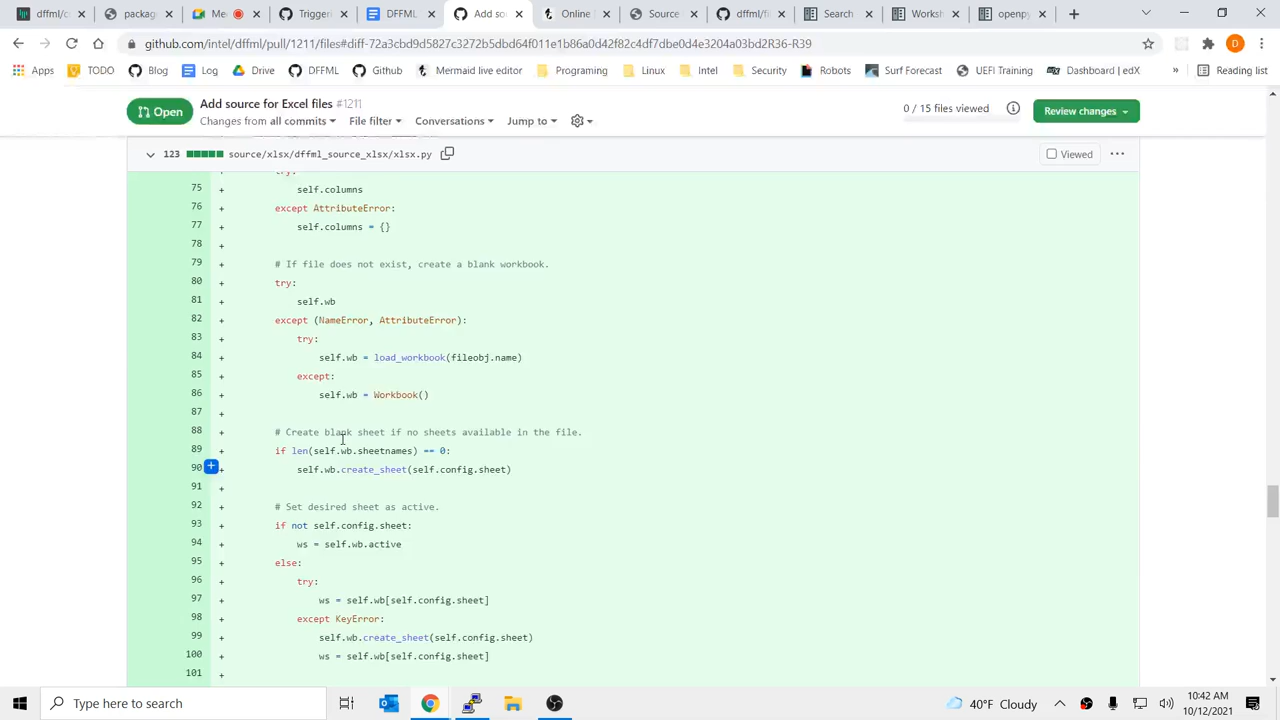 dffml/c
packag
Mee
Trigger
DFFML
Add so
Online
Source
dffml/
Search
Worksh
openpy
github.com/intel/dffml/pull/1211/files#diff-72a3cbd9d5827c3273c5dbd64f011e1b86a0d42f82c4df7dbe0d4e3204a03bd2R36-R39
D
Apps
TODO
Blog
Log
Drive
DFFML
Github
Mermaid live editor
Programing
Linux
Intel
Security
Robots
Surf Forecast
UEFI Training
Dashboard | edX
»
Reading list
Open
Add source for Excel files #1211
Changes from all commits
File filter
Conversations
Jump to
0 / 15 files viewed
Review changes
123 source/xlsx/dffml_source_xlsx/xlsx.py
Viewed
try:
75 + self.columns
76 + except AttributeError:
77 + self.columns = {}
78 +
79 + # If file does not exist, create a blank workbook.
80 + try:
81 + self.wb
82 + except (NameError, AttributeError):
83 + try:
84 + self.wb = load_workbook(fileobj.name)
85 + except:
86 + self.wb = Workbook()
87 +
88 + # Create blank sheet if no sheets available in the file.
89 + if len(self.wb.sheetnames) == 0:
90 + self.wb.create_sheet(self.config.sheet)
91 +
92 + # Set desired sheet as active.
93 + if not self.config.sheet:
94 + ws = self.wb.active
95 + else:
96 + try:
97 + ws = self.wb[self.config.sheet]
98 + except KeyError:
99 + self.wb.create_sheet(self.config.sheet)
100 + ws = self.wb[self.config.sheet]
101 +
Type here to search
40°F Cloudy
10:42 AM
10/12/2021